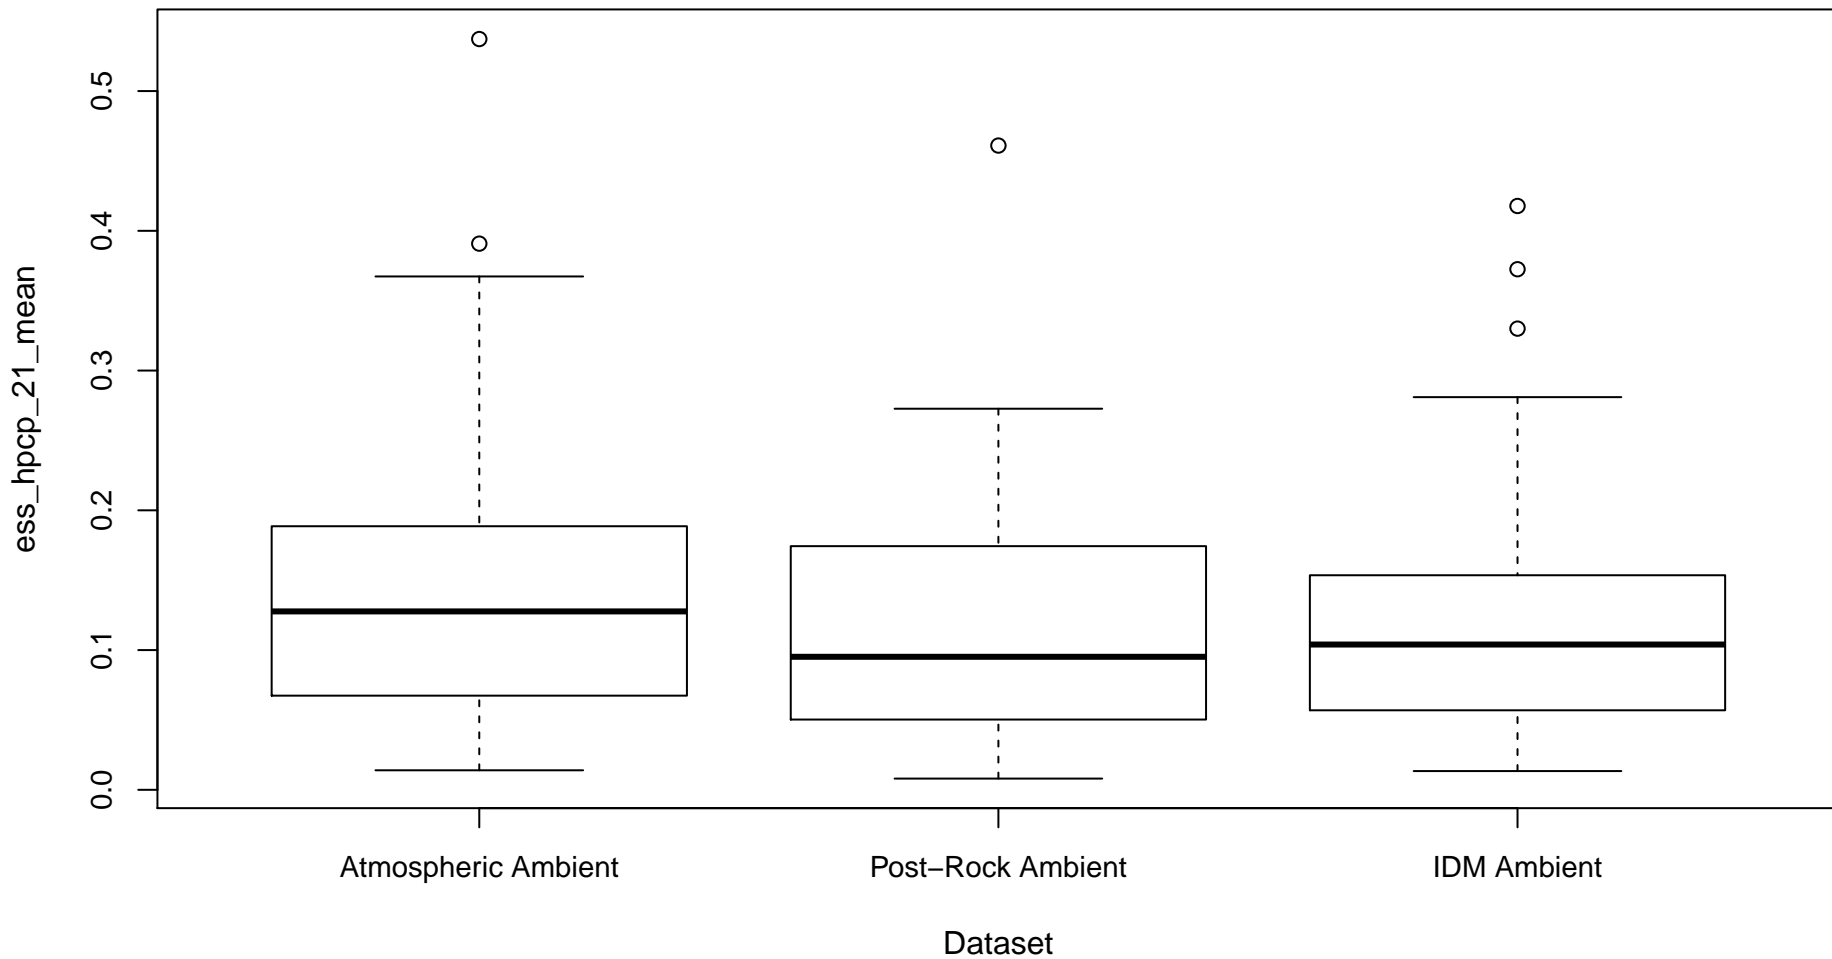 ess_hpcp_21_mean
0.5
0.4
0.3
0.2
0.1
0.0
Atmospheric Ambient
Post−Rock Ambient
IDM Ambient
Dataset